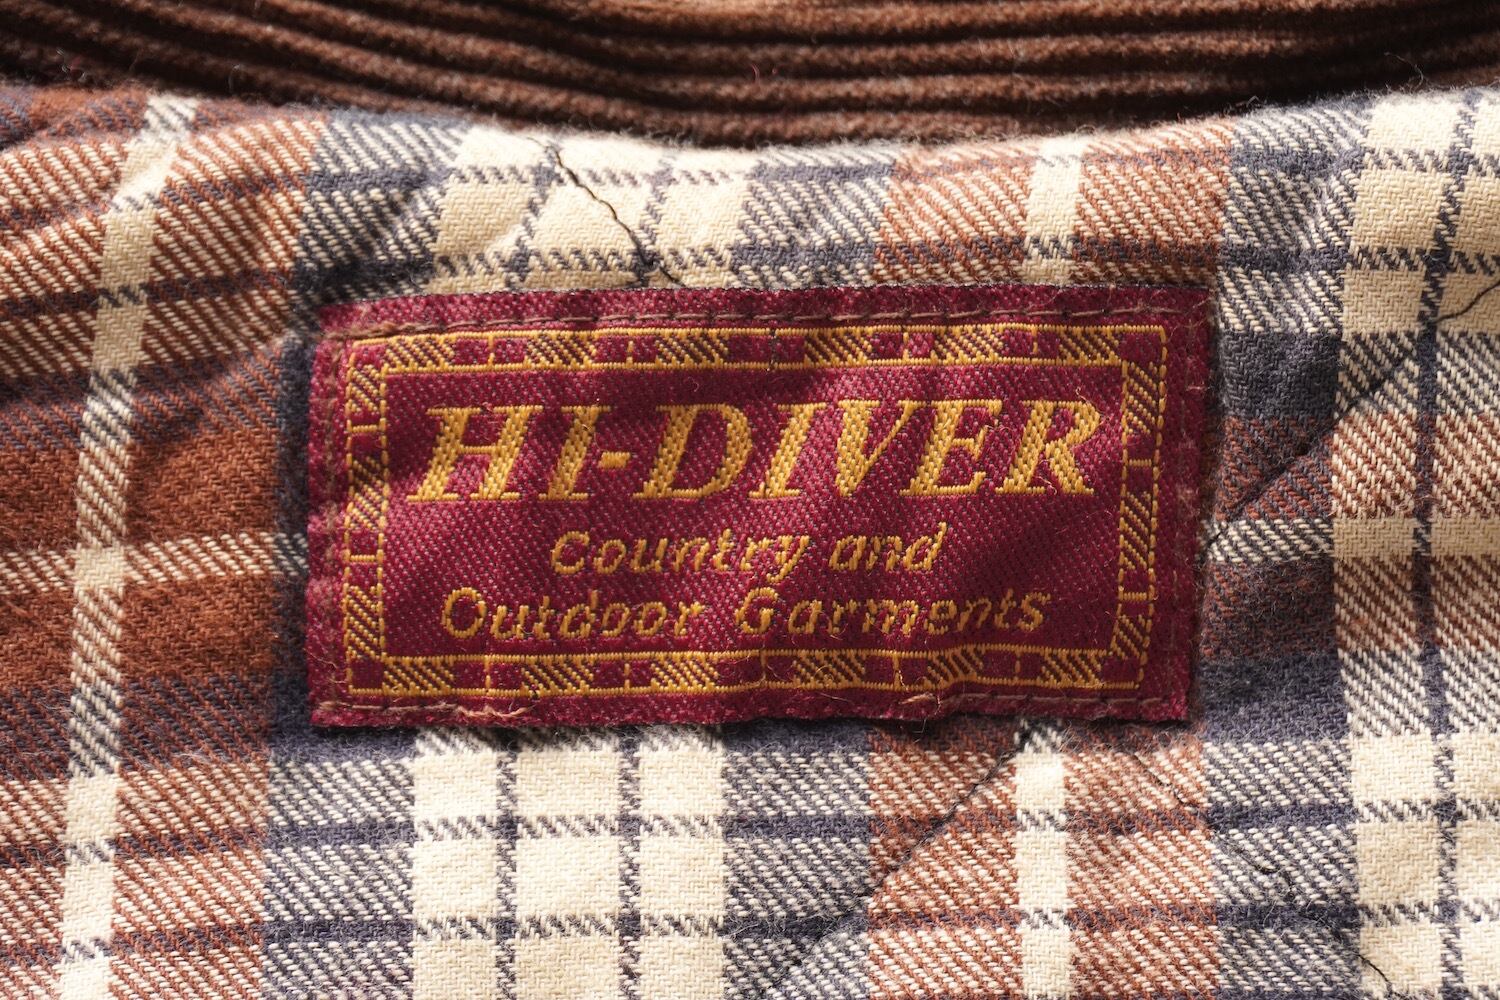 HI-DIVER
Country and
Outdoor Garments